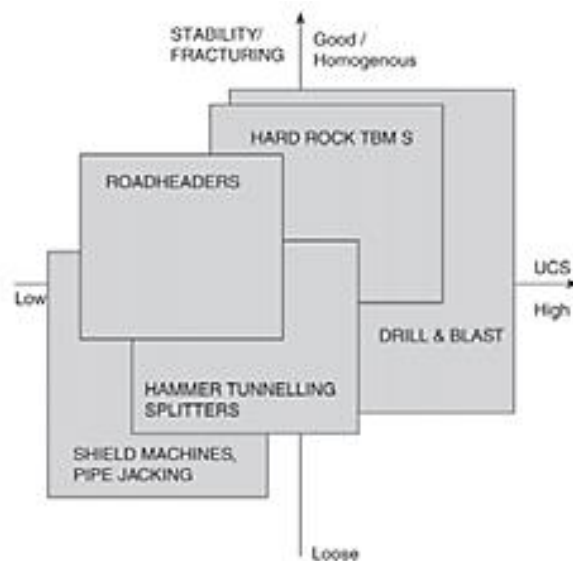 STABILITY/
FRACTURING
Good /
Homogenous
HARD ROCK TBM S
ROADHEADERS
UCS
Low
High
DRILL & BLAST
HAMMER TUNNELLING
SPLITTERS
SHIELD MACHINES,
PIPE JACKING
Loose